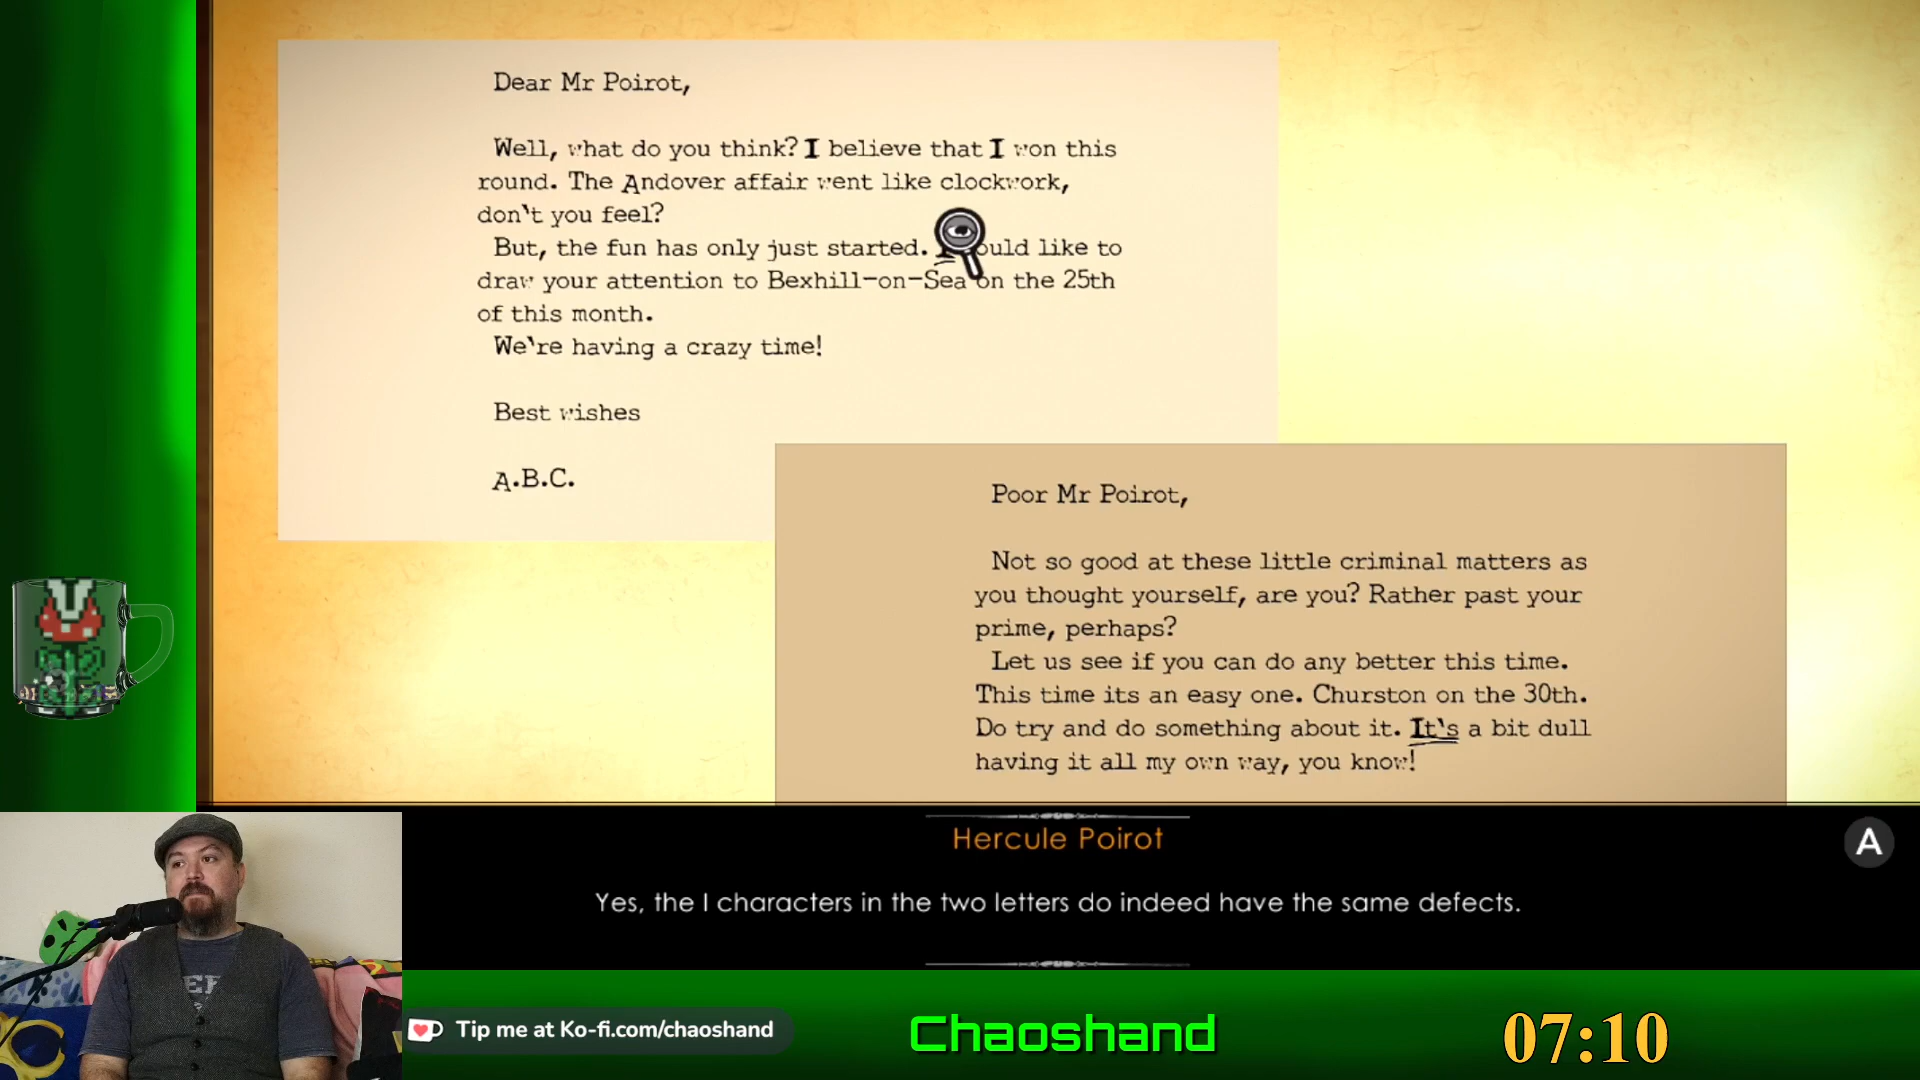 Dear Mr Poirot,
Well, what do you think? I believe that I won this
round. The Andover affair went like clockwork,
don't you feel?
But, the fun has only just started. ould like to
draw your attention to Bexhill-on-Sea on the 25th
of this month.
We're having a crazy time!
Best wishes
A.B.C.
Poor Mr Poirot,
Not so good at these little criminal matters as
you thought yourself, are you? Rather past your
prime, perhaps?
Let us see if you can do any better this time.
This time its an easy one. Churston on the 30th.
Do try and do something about it. It's a bit dull
having it all my own way, you know!
Hercule Poirot
A
Yes, the I characters in the two letters do indeed have the same defects.
Tip me at Ko-fi.com/chaoshand
Chaoshand
07:10